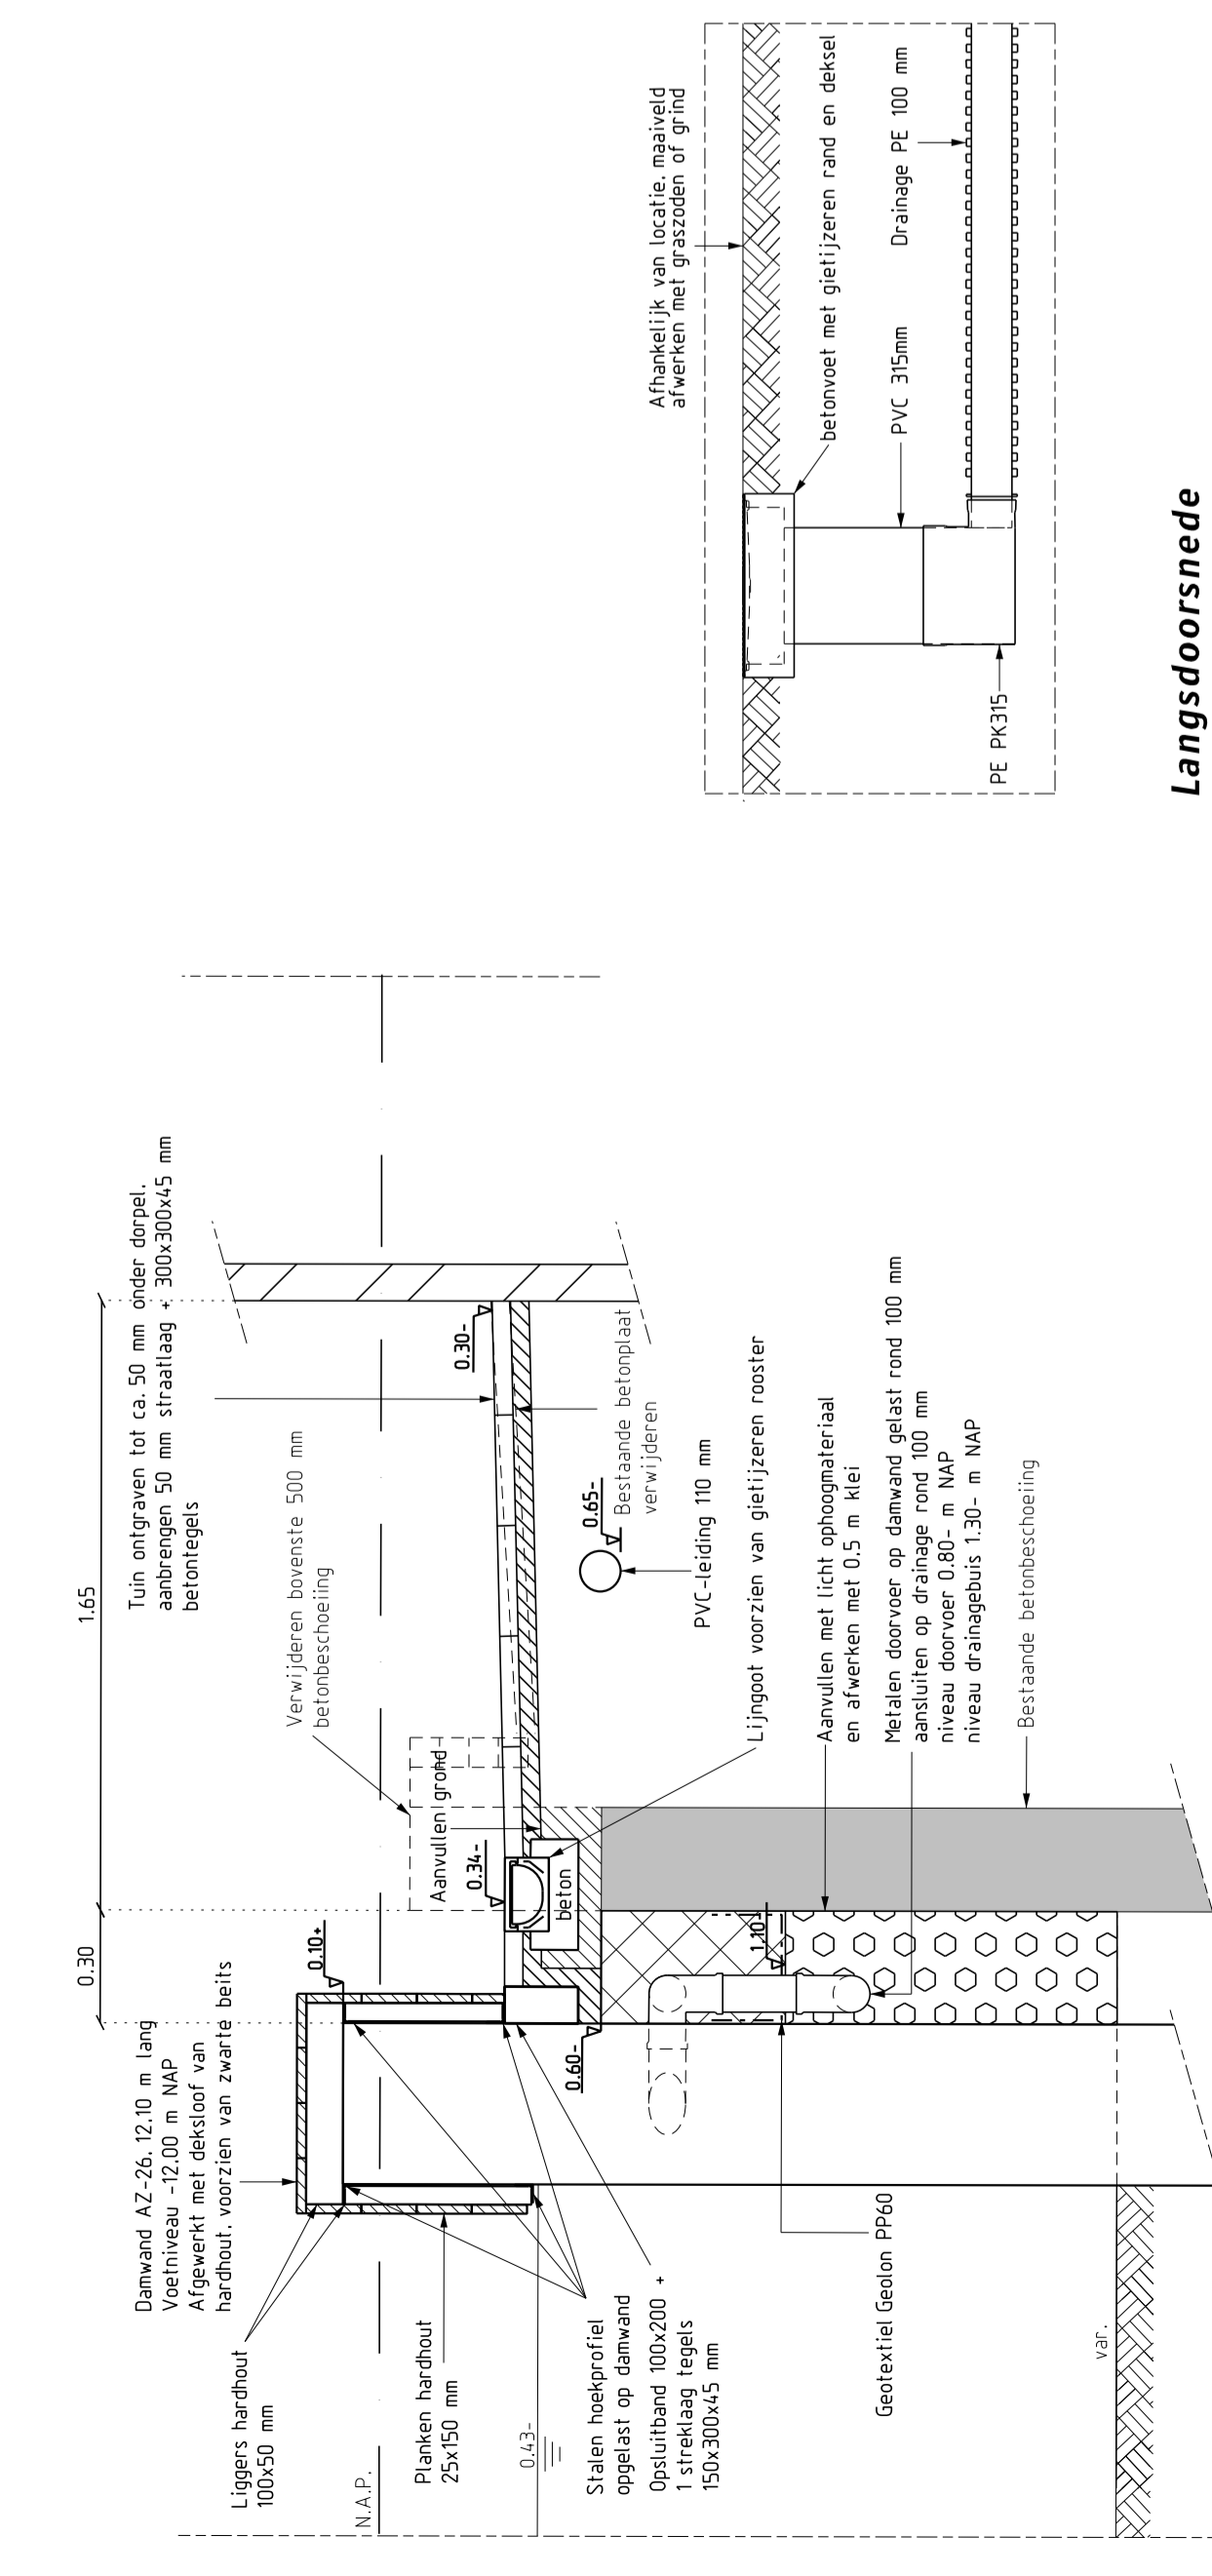 Damwand AZ-26, 12.10 m lang
Voetniveau -12.00 m NAP
Afgewerkt met deksloof van
hardhout, voorzien van zwarte beits
Liggers hardhout
100x50 mm
N.A.P.
Planken hardhout
25x150 mm
0.43-
Stalen hoekprofiel
opgelast op damwand
Opsluitband 100x200 +
1 streklaag tegels
150x300x45 mm
Geotextiel Geolon PP60
var.
0.30
1.65
0.10+
0.34-
0.60-
1.10-
0.30-
0.65-
Tuin ontgraven tot ca. 50 mm onder dorpel.
aanbrengen 50 mm straatlaag + 300x300x45 mm
betontegels
Verwijderen bovenste 500 mm
betonbeschoeiing
Aanvullen grond
beton
Bestaande betonplaat
verwijderen
PVC-leiding 110 mm
Lijngoot voorzien van gietijzeren rooster
Aanvullen met licht ophoogmateriaal
en afwerken met 0.5 m klei
Metalen doorvoer op damwand gelast rond 100 mm
aansluiten op drainage rond 100 mm
niveau doorvoer 0.80- m NAP
niveau drainagebuis 1.30- m NAP
Bestaande betonbeschoeiing
Afhankelijk van locatie, maaiveld
afwerken met graszoden of grind
betonvoet met gietijzeren rand en deksel
PVC 315mm
Drainage PE 100 mm
PE PK315
Langsdoorsnede